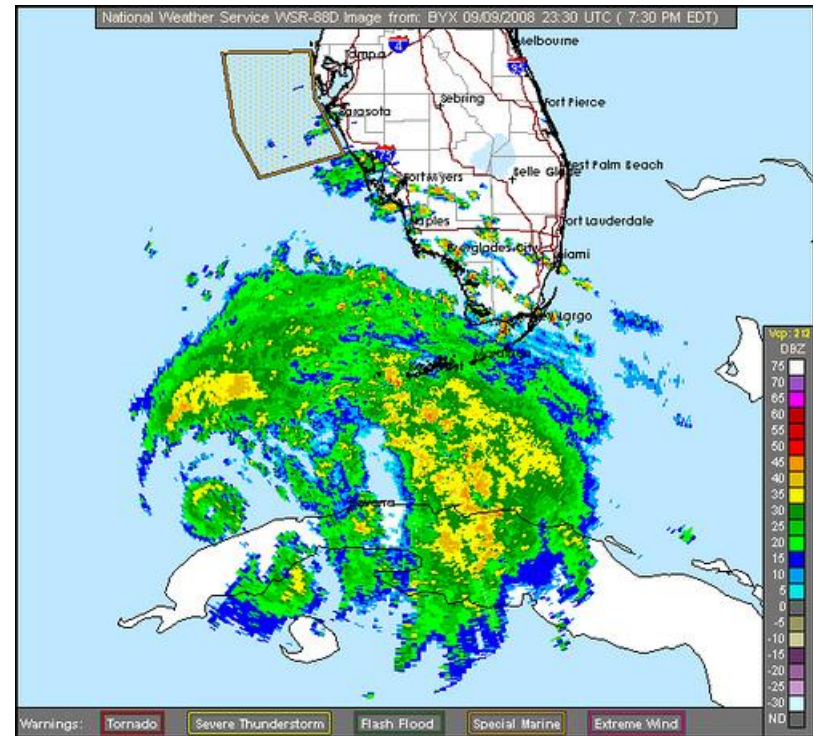 National Weather Service WSR-88D Image from: BYX 09/09/2008 23:30 UTC ( 7:30 PM EDT)
Melbourne
4
Tampa
95
Sebring
Fort Pierce
Sarasota
West Palm Beach
Belle Glade
Fort Myers
Naples
Fort Lauderdale
Everglades City
Miami
Key Largo
Vcp: 212
DBZ
75
70
65
60
55
50
45
40
35
30
25
20
15
10
5
0
-5
-10
-15
-20
-25
-30
ND
Warnings: Tornado Severe Thunderstorm Flash Flood Special Marine Extreme Wind